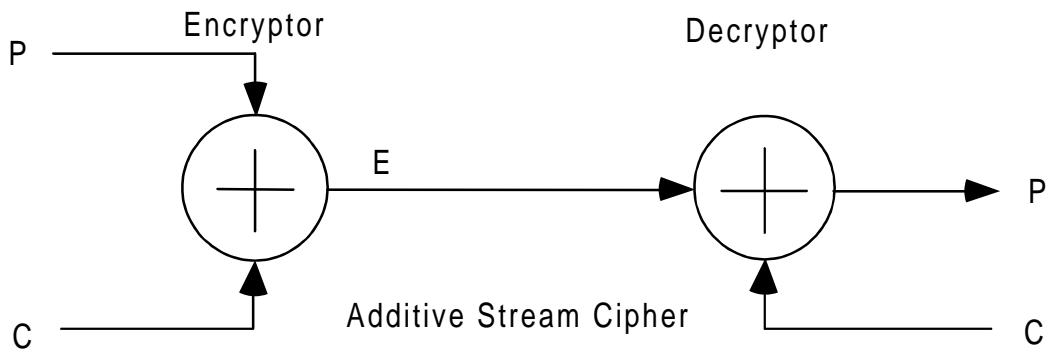 Encryptor
Decryptor
P
E
P
C
Additive Stream Cipher
C